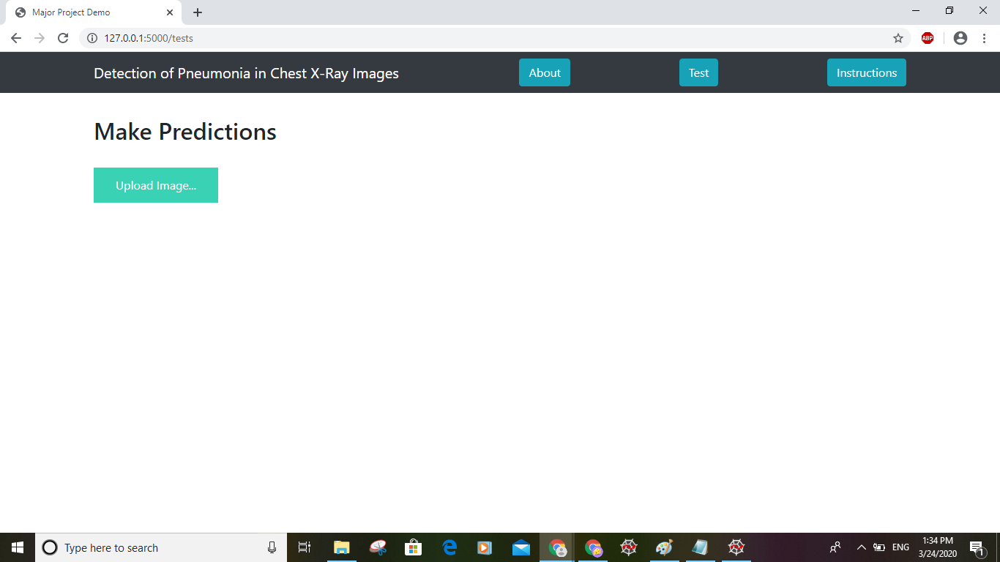 Major Project Demo
127.0.0.1:5000/tests
ABP
Detection of Pneumonia in Chest X-Ray Images
About
Test
Instructions
Make Predictions
Upload Image...
Type here to search
ENG
1:34 PM
3/24/2020
1